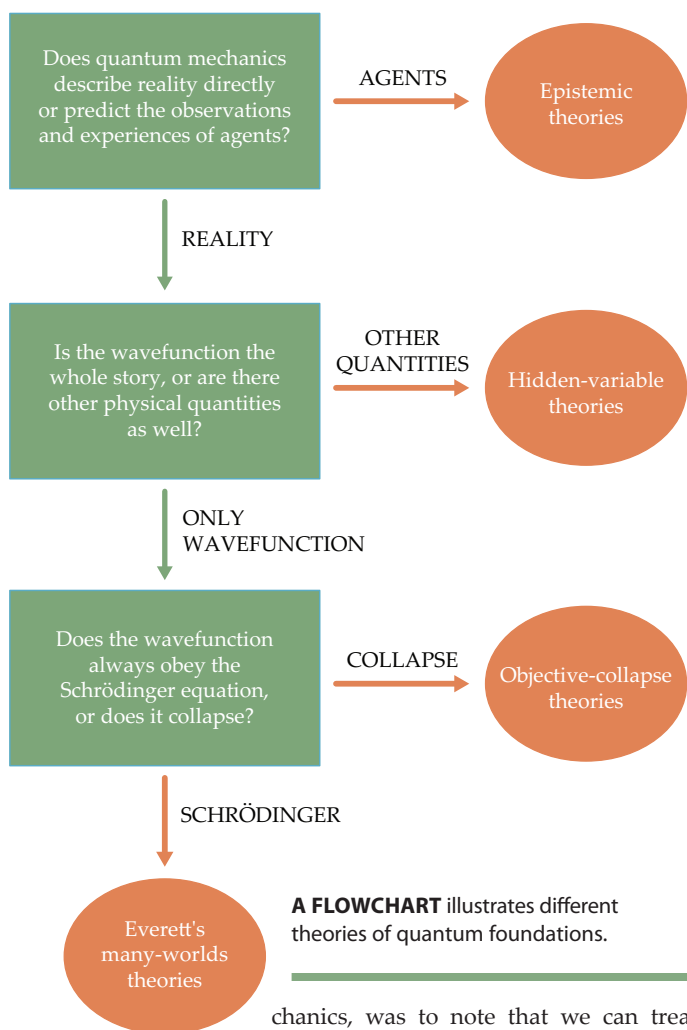 Does quantum mechanics
describe reality directly
or predict the observations
and experiences of agents?
AGENTS
Epistemic
theories
REALITY
Is the wavefunction the
whole story, or are there
other physical quantities
as well?
OTHER
QUANTITIES
Hidden-variable
theories
ONLY
WAVEFUNCTION
Does the wavefunction
always obey the
Schrödinger equation,
or does it collapse?
COLLAPSE
Objective-collapse
theories
SCHRÖDINGER
Everett's
many-worlds
theories
A FLOWCHART illustrates different
theories of quantum foundations.
chanics, was to note that we can trea